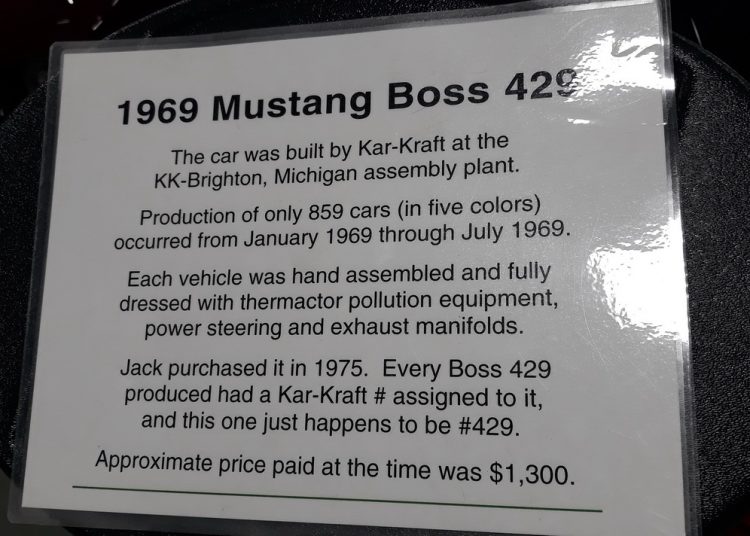 1969 Mustang Boss 429
The car was built by Kar-Kraft at the
KK-Brighton, Michigan assembly plant.
Production of only 859 cars (in five colors)
occurred from January 1969 through July 1969.
Each vehicle was hand assembled and fully
dressed with thermactor pollution equipment,
power steering and exhaust manifolds.
Jack purchased it in 1975. Every Boss 429
produced had a Kar-Kraft # assigned to it,
and this one just happens to be #429.
Approximate price paid at the time was $1,300.